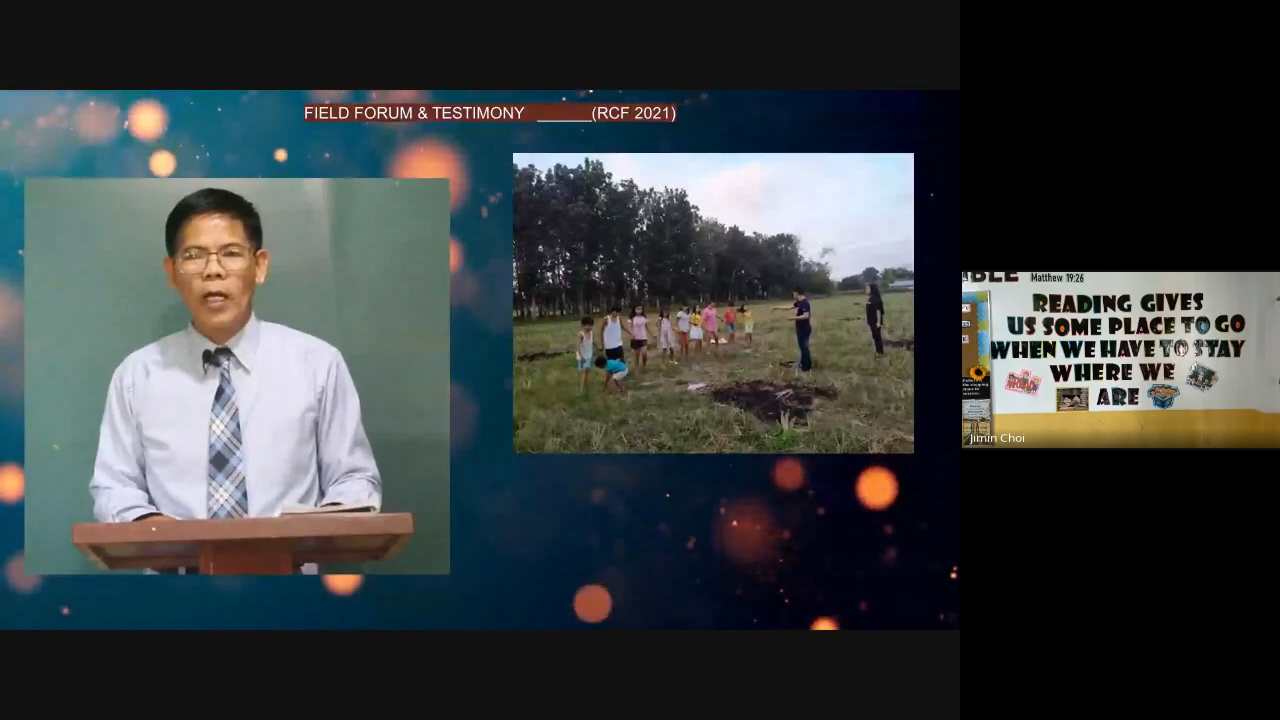 FIELD FORUM & TESTIMONY ______(RCF 2021)
Matthew 19:26
READING GIVES
US SOME PLACE TO GO
WHEN WE HAVE TO STAY
WHERE WE
ARE
Jimin Choi